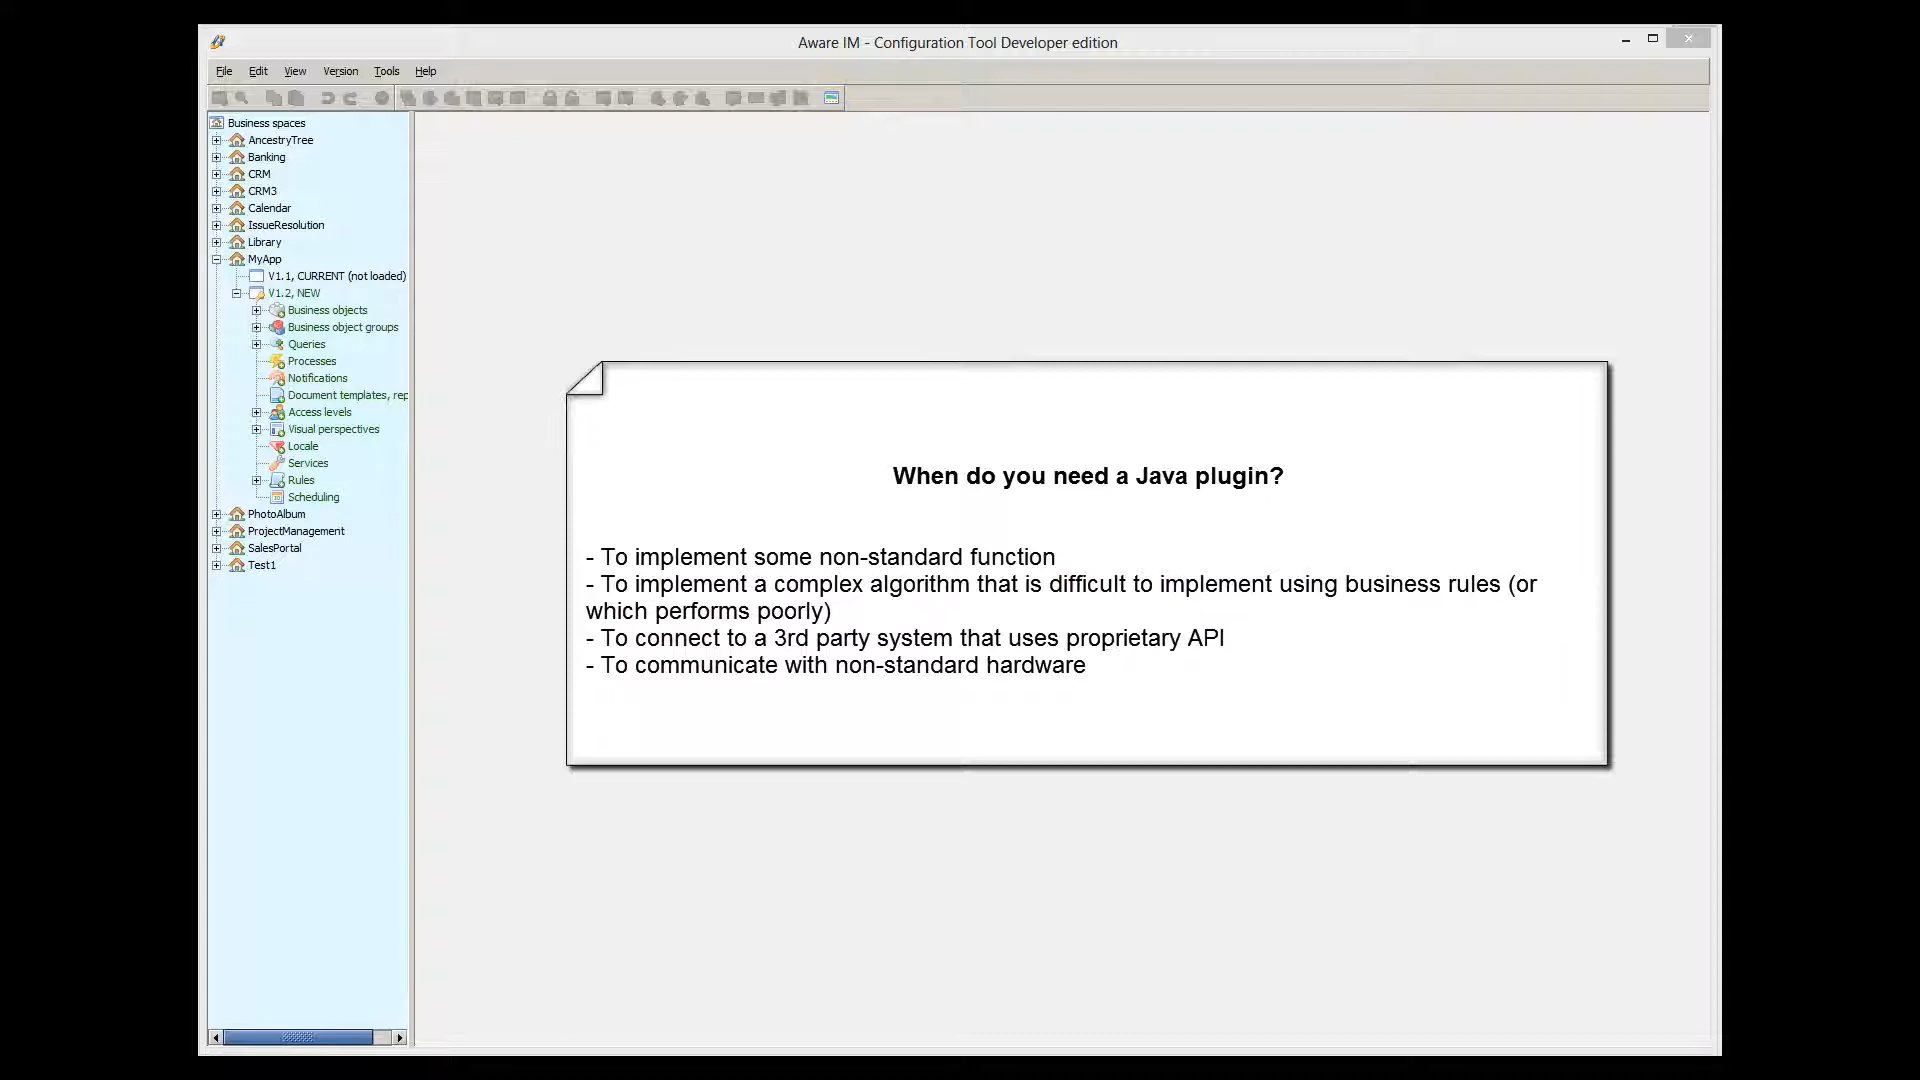 Aware IM - Configuration Tool Developer edition
File Edit View Version Tools Help
Business spaces
AncestryTree
Banking
CRM
CRM3
Calendar
IssueResolution
Library
MyApp
V1.1, CURRENT (not loaded)
V1.2, NEW
Business objects
Business object groups
Queries
Processes
Notifications
Document templates, rep
Access levels
Visual perspectives
Locale
Services
Rules
Scheduling
PhotoAlbum
ProjectManagement
SalesPortal
Test1
When do you need a Java plugin?
- To implement some non-standard function
- To implement a complex algorithm that is difficult to implement using business rules (or
which performs poorly)
- To connect to a 3rd party system that uses proprietary API
- To communicate with non-standard hardware